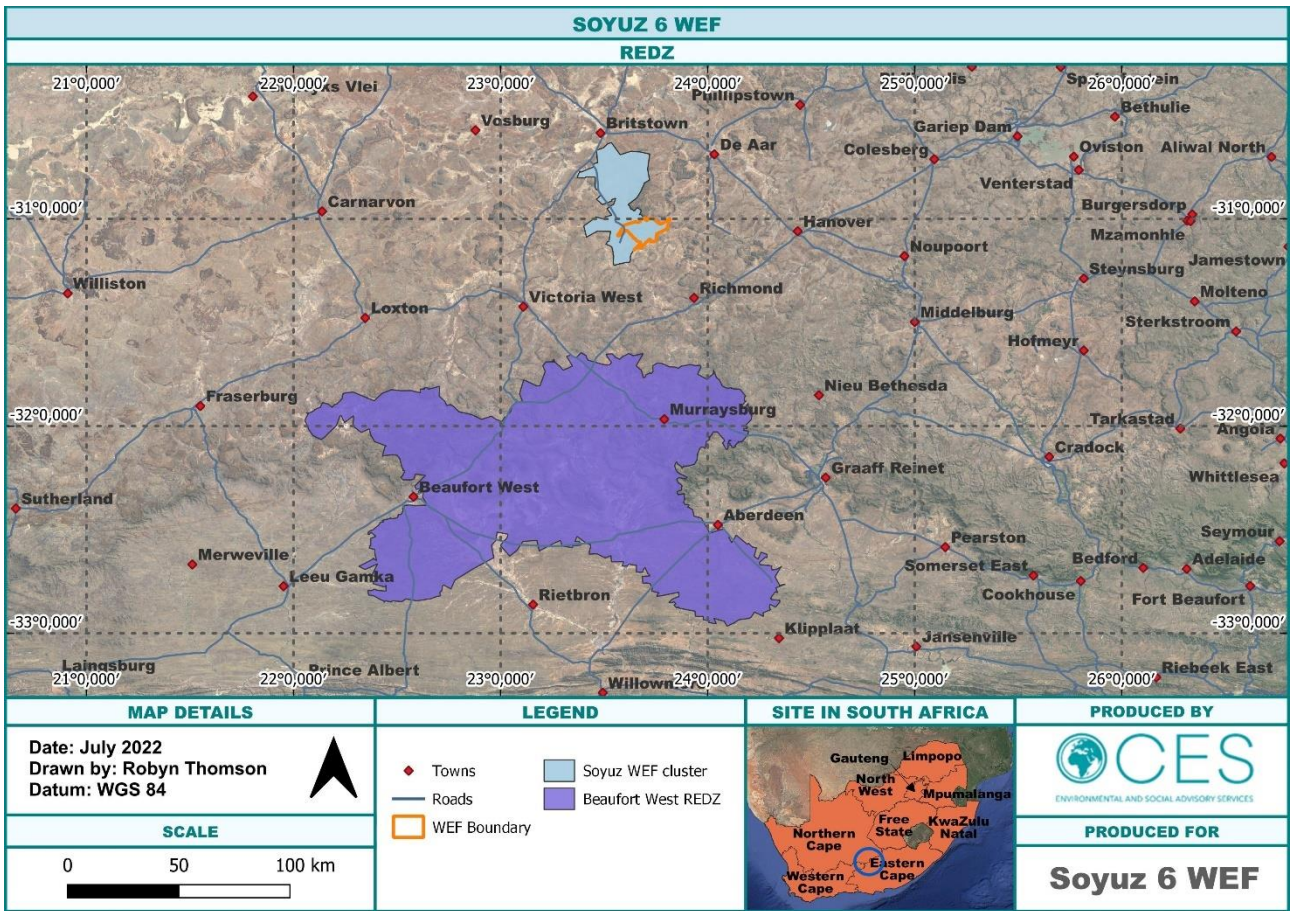 SOYUZ 6 WEF
REDZ
21°0,000’ 22°0,000’ 23°0,000’ 24°0,000’ 25°0,000’ 26°0,000’
Vlei
Phillipstown
Bethulie
Vosburg
Britstown
Gariep Dam
De Aar
Colesberg
Oviston
Aliwal North
Venterstad
-31°0,000’ -31°0,000’
Carnarvon
Burgersdorp
Hanover
Mzamonhle
Noupoort
Jamestown
Steynsburg
Williston
Richmond
Molteno
Victoria West
Loxton
Middelburg
Sterkstroom
Hofmeyr
Nieu Bethesda
Fraserburg
-32°0,000’ -32°0,000’
Murraysburg
Tarkastad
Angola
Cradock
Graaff Reinet
Whittlesea
Beaufort West
Sutherland
Aberdeen
Seymour
Pearston
Merweville
Somerset East
Bedford
Adelaide
Leeu Gamka
Cookhouse
Rietbron
Fort Beaufort
-33°0,000’ -33°0,000’
Klipplaat
Jansenville
Laingsburg
Prince Albert
Riebeek East
21°0,000’ 22°0,000’ 23°0,000’ 24°0,000’ 25°0,000’ 26°0,000’
MAP DETAILS
Date: July 2022
Drawn by: Robyn Thomson
Datum: WGS 84
SCALE
0 50 100 km
LEGEND
Towns
Roads
WEF Boundary
Soyuz WEF cluster
Beaufort West REDZ
SITE IN SOUTH AFRICA
Limpopo
Gauteng
North
West
Mpumalanga
Free
State
KwaZulu
Natal
Northern
Cape
Eastern
Cape
Western
Cape
PRODUCED BY
CES
ENVIRONMENTAL AND SOCIAL ADVISORY SERVICES
PRODUCED FOR
Soyuz 6 WEF